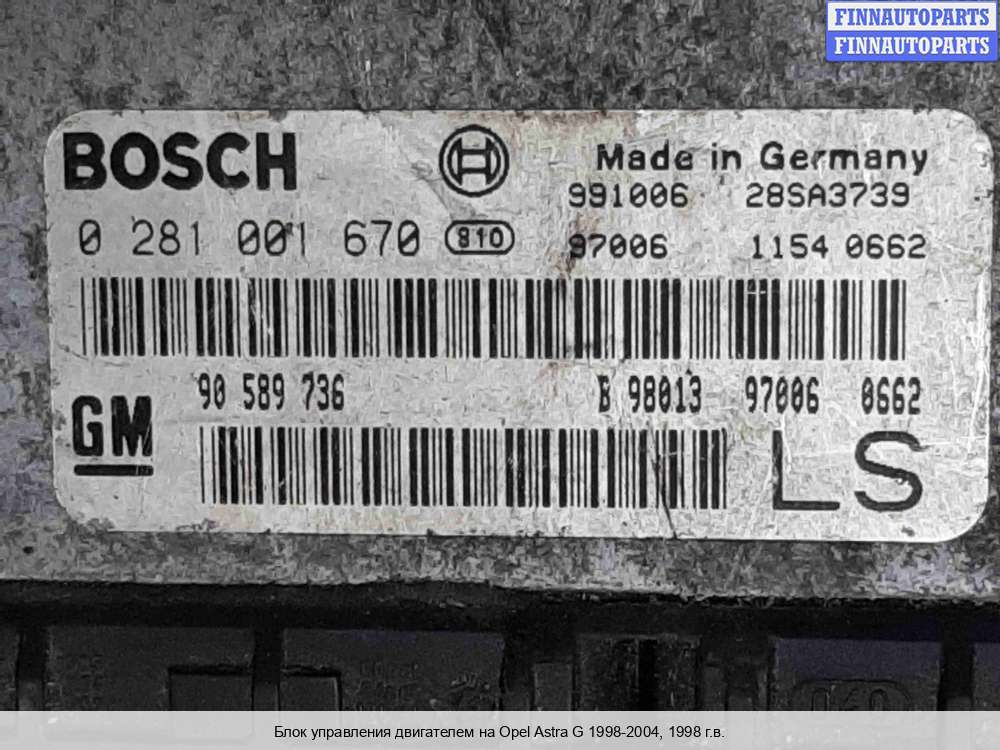 FINNAUTOPARTS
FINNAUTOPARTS
BOSCH Made in Germany
991006 28SA3739
0 281 001 670 810 97006 1154 0662
90 589 736 B 98013 97006 0662
GM
LS
Блок управления двигателем на Opel Astra G 1998-2004, 1998 г.в.